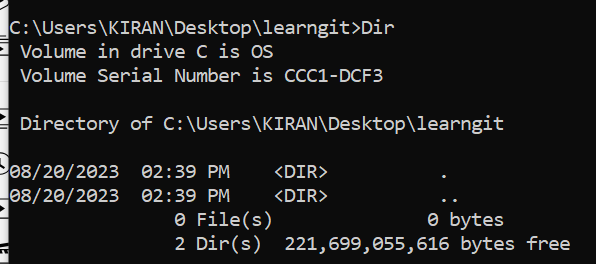 C:\Users\KIRAN\Desktop\learngit>Dir
Volume in drive C is OS
Volume Serial Number is CCC1-DCF3
Directory of C:\Users\KIRAN\Desktop\learngit
08/20/2023  02:39 PM    <DIR>          .
08/20/2023  02:39 PM    <DIR>          ..
0 File(s)              0 bytes
2 Dir(s)  221,699,055,616 bytes free